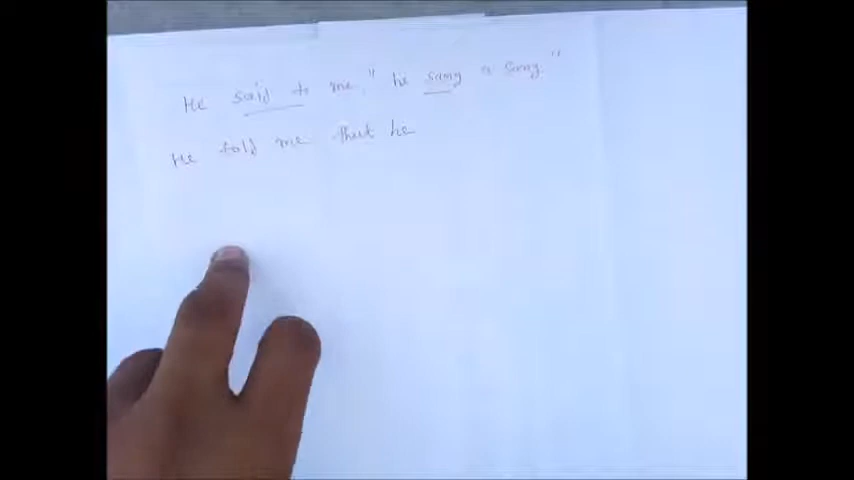 He said to me, "he sang a song."
He told me that he